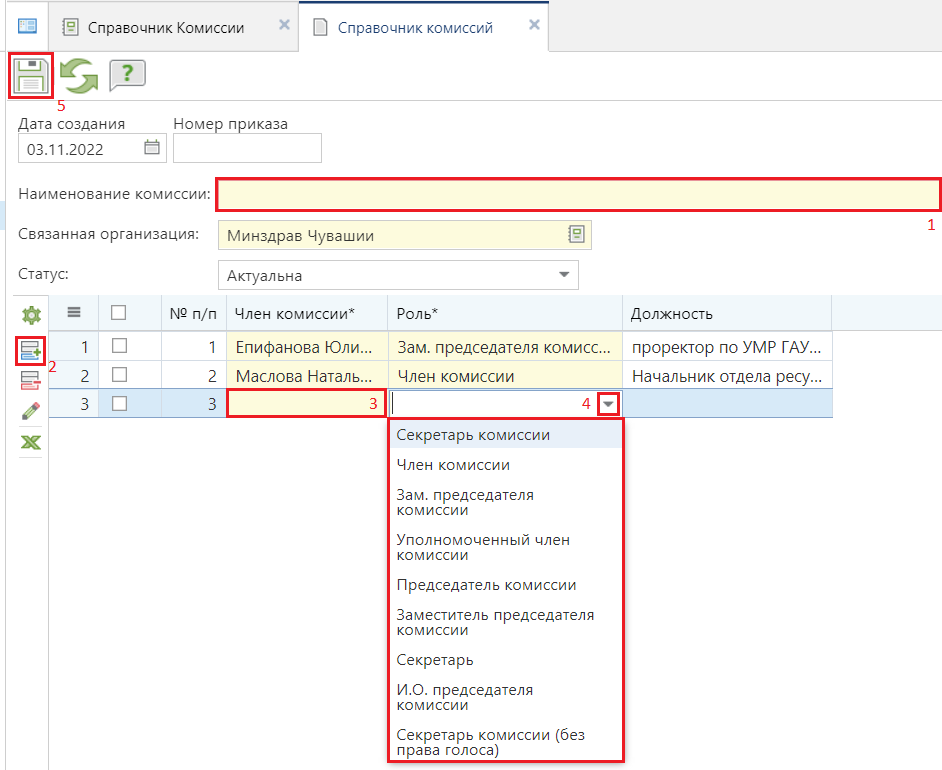 Справочник Комиссии
Справочник комиссий
?
5
Дата создания
Номер приказа
03.11.2022
Наименование комиссии:
1
Связанная организация:
Минздрав Чувашии
Статус:
Актуальна
№ п/п Член комиссии* Роль* Должность
1 1 Епифанова Юли... Зам. председателя комисс... проректор по УМР ГАУ...
2
2 2 Маслова Наталь... Член комиссии Начальник отдела ресу...
3 3 3 4
Секретарь комиссии
Член комиссии
Зам. председателя
комиссии
Уполномоченный член
комиссии
Председатель комиссии
Заместитель председателя
комиссии
Секретарь
И.О. председателя
комиссии
Секретарь комиссии (без
права голоса)